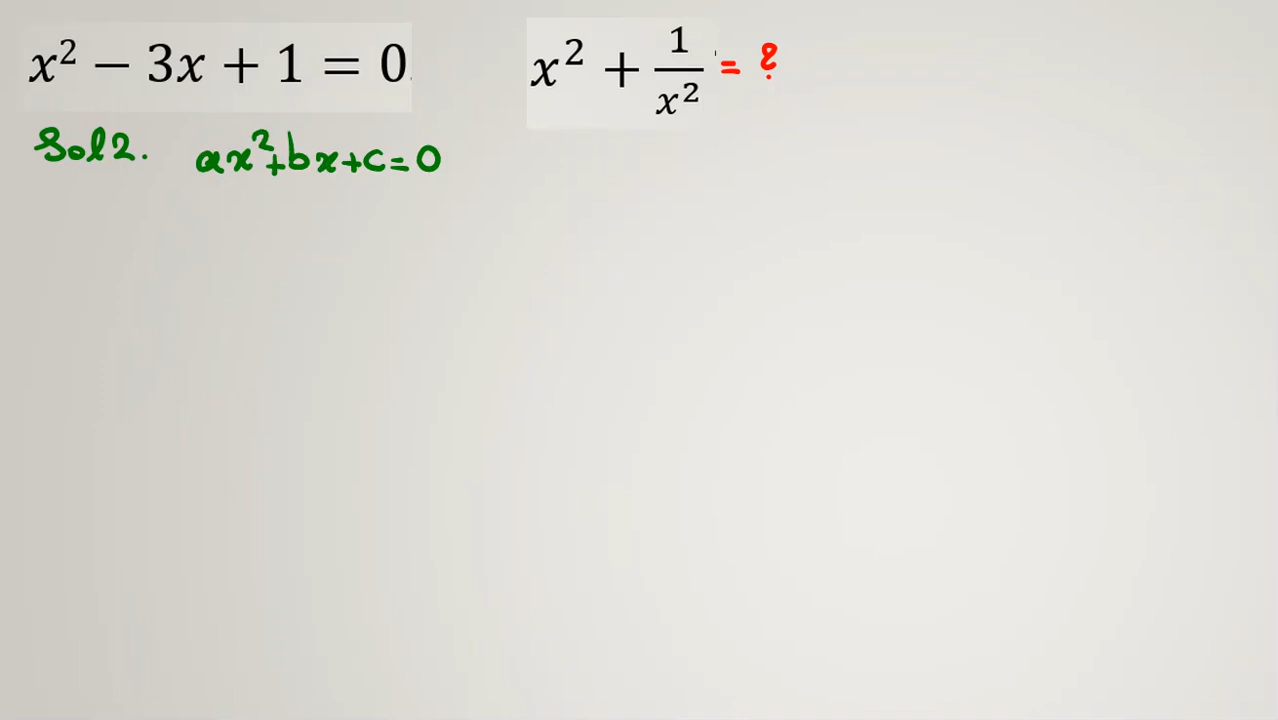 x² − 3x + 1 = 0. x² + 1/x² = ?
Sol2. ax²+bx+c=0